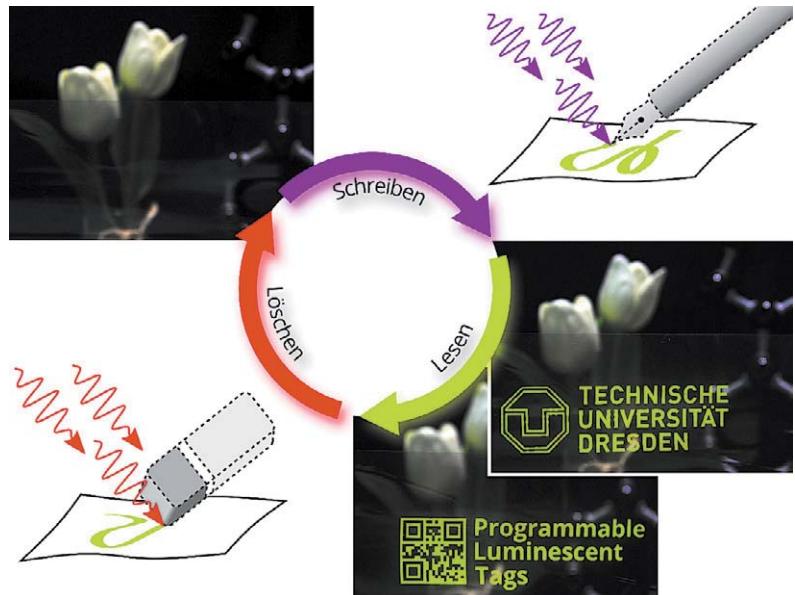 Schreiben
Lesen
Löschen
TECHNISCHE
UNIVERSITÄT
DRESDEN
Programmable
Luminescent
Tags